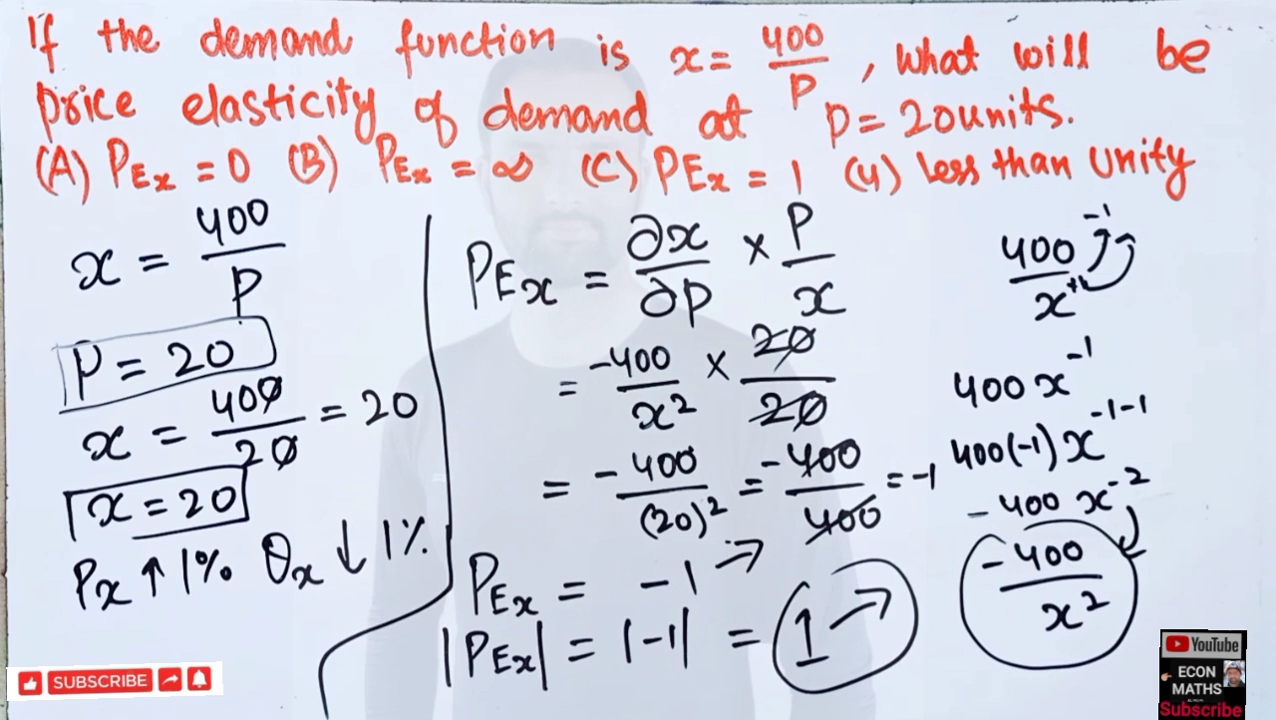 If the demand function is x = 400/P, what will be
price elasticity of demand at P = 20 units.
(A) PEx = 0 (B) PEx = ∞ (C) PEx = 1 (4) less than unity
x = 400/P
P = 20
x = 400/20 = 20
x = 20
Px ↑ 1% Qx ↓ 1%
PEx = ∂x/∂p × P/x
= -400/x² × 20/20
= -400/(20)² = -400/400 = -1
PEx = -1 →
|PEx| = |-1| = 1 →
400/x⁺¹ ⁻¹
400x⁻¹
400(-1)x⁻¹⁻¹
-400x⁻²
-400/x²
SUBSCRIBE
YouTube
ECON
MATHS
Subscribe